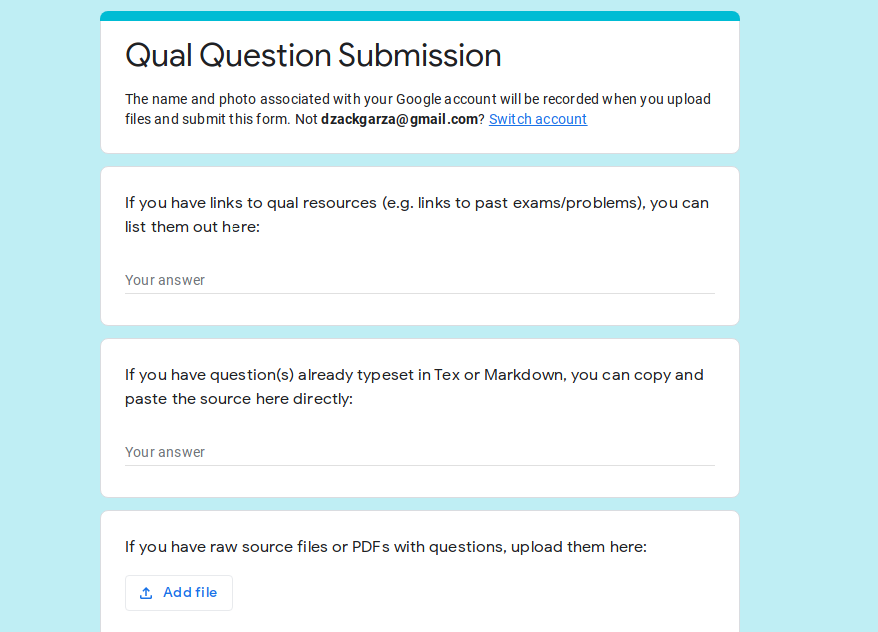 Qual Question Submission
The name and photo associated with your Google account will be recorded when you upload
files and submit this form. Not dzackgarza@gmail.com? Switch account
If you have links to qual resources (e.g. links to past exams/problems), you can
list them out here:
Your answer
If you have question(s) already typeset in Tex or Markdown, you can copy and
paste the source here directly:
Your answer
If you have raw source files or PDFs with questions, upload them here:
Add file